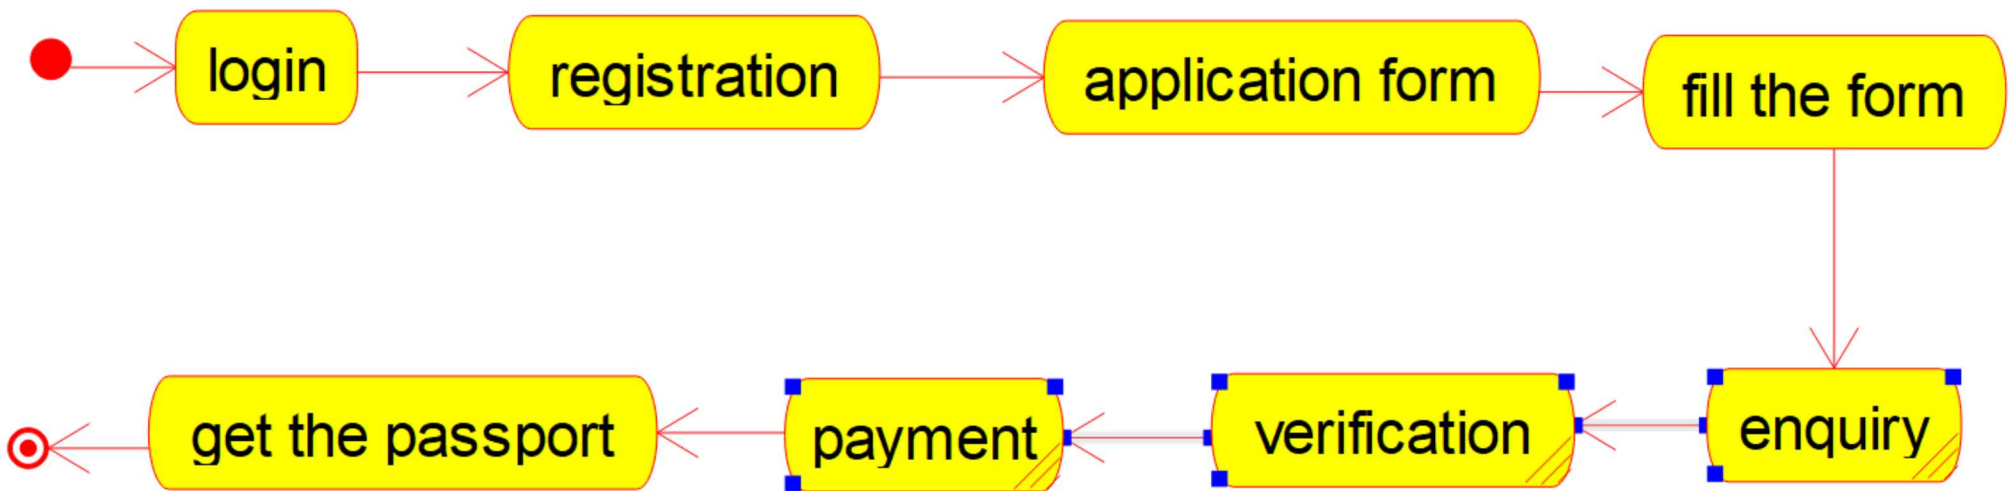 login
registration
application form
fill the form
enquiry
verification
payment
get the passport